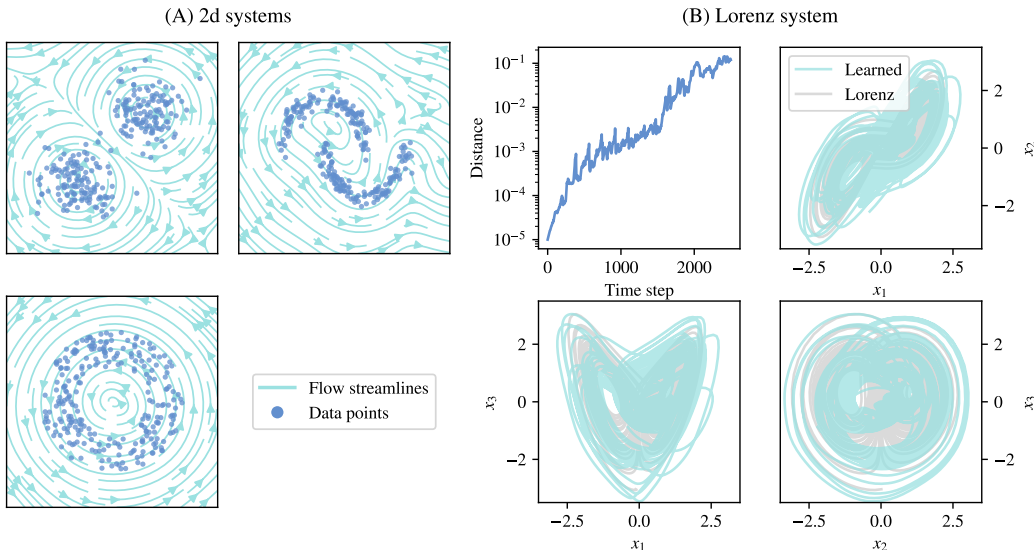 (A) 2d systems
(B) Lorenz system
Flow streamlines
Data points
10⁻¹
10⁻²
10⁻³
10⁻⁴
10⁻⁵
Distance
0
1000
2000
Time step
Learned
Lorenz
2
0
−2
x₂
−2.5
0.0
2.5
x₁
2
0
−2
x₃
−2.5
0.0
2.5
x₁
2
0
−2
x₃
−2.5
0.0
2.5
x₂